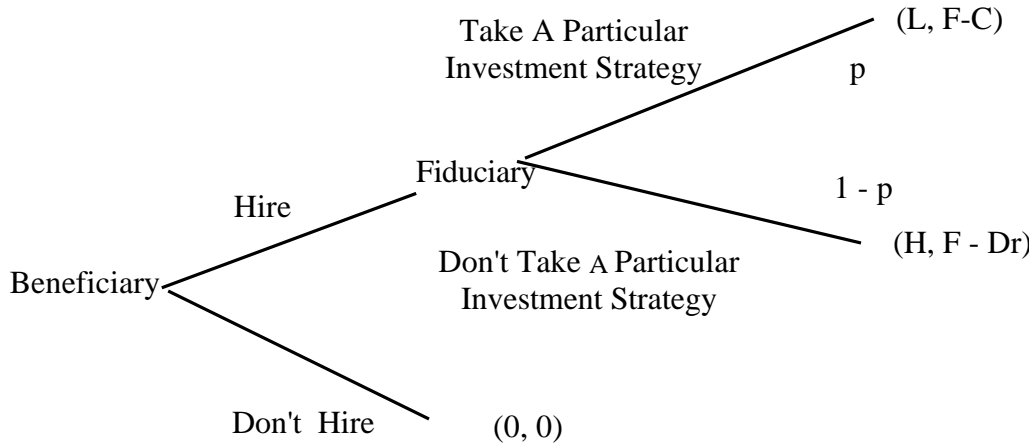 Take A Particular
Investment Strategy
(L, F-C)
p
Fiduciary
Hire
1 - p
(H, F - Dr)
Don't Take A Particular
Investment Strategy
Beneficiary
Don't Hire
(0, 0)